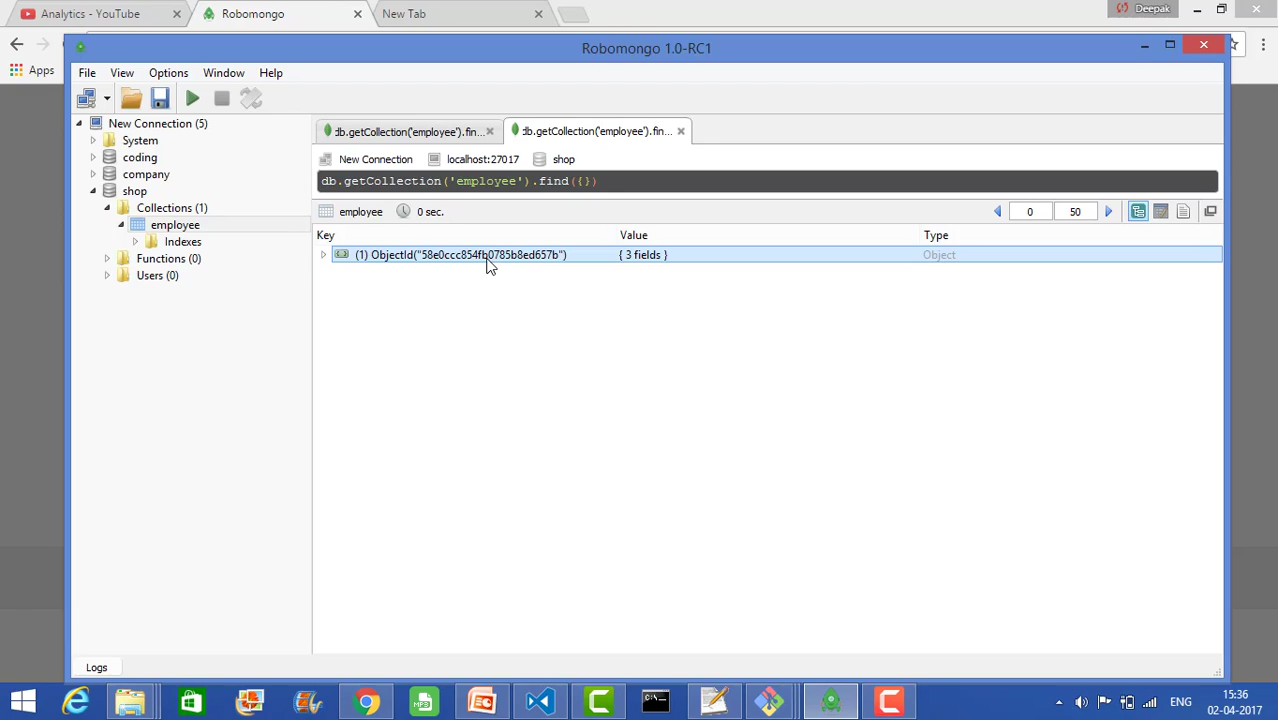 Analytics - YouTube
Robomongo
New Tab
Deepak
Apps
Robomongo 1.0-RC1
File View Options Window Help
New Connection (5)
System
coding
company
shop
Collections (1)
employee
Indexes
Functions (0)
Users (0)
db.getCollection('employee').fin...
db.getCollection('employee').fin...
New Connection localhost:27017 shop
db.getCollection('employee').find({})
employee 0 sec. 0 50
Key Value Type
(1) ObjectId("58e0ccc854fb0785b8ed657b") { 3 fields } Object
Logs
ENG
15:36
02-04-2017